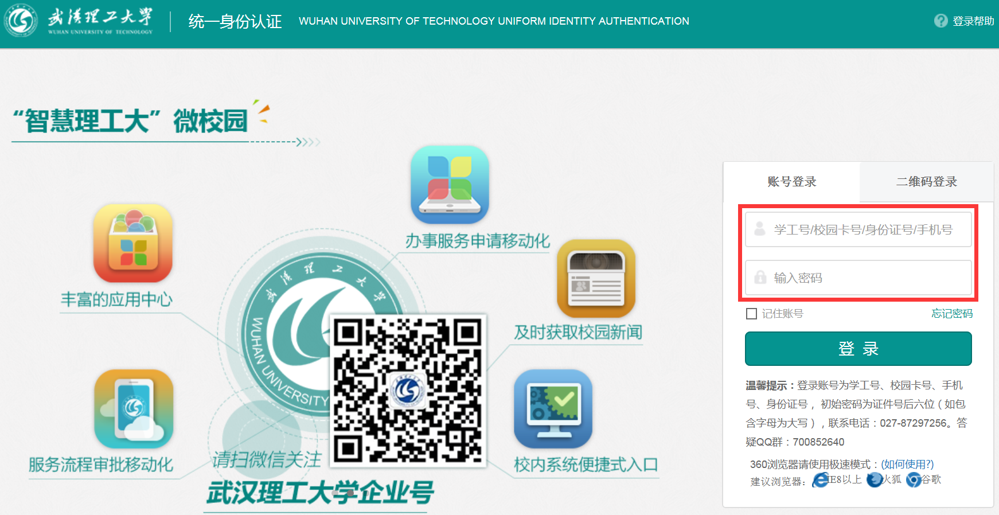 武漢理工大學
WUHAN UNIVERSITY OF TECHNOLOGY
统一身份认证
WUHAN UNIVERSITY OF TECHNOLOGY UNIFORM IDENTITY AUTHENTICATION
? 登录帮助
“智慧理工大”微校园
办事服务申请移动化
丰富的应用中心
武漢理工大学
WUHAN UNIVERSITY
及时获取校园新闻
服务流程审批移动化
请扫微信关注
校内系统便捷式入口
武汉理工大学企业号
账号登录
二维码登录
学工号/校园卡号/身份证号/手机号
输入密码
记住账号
忘记密码
登 录
温馨提示：登录账号为学工号、校园卡号、手机
号、身份证号，初始密码为证件号后六位（如包
含字母为大写），联系电话：027-87297256。答
疑QQ群：700852640
360浏览器请使用极速模式：(如何使用?)
建议浏览器： IE8以上 火狐 谷歌